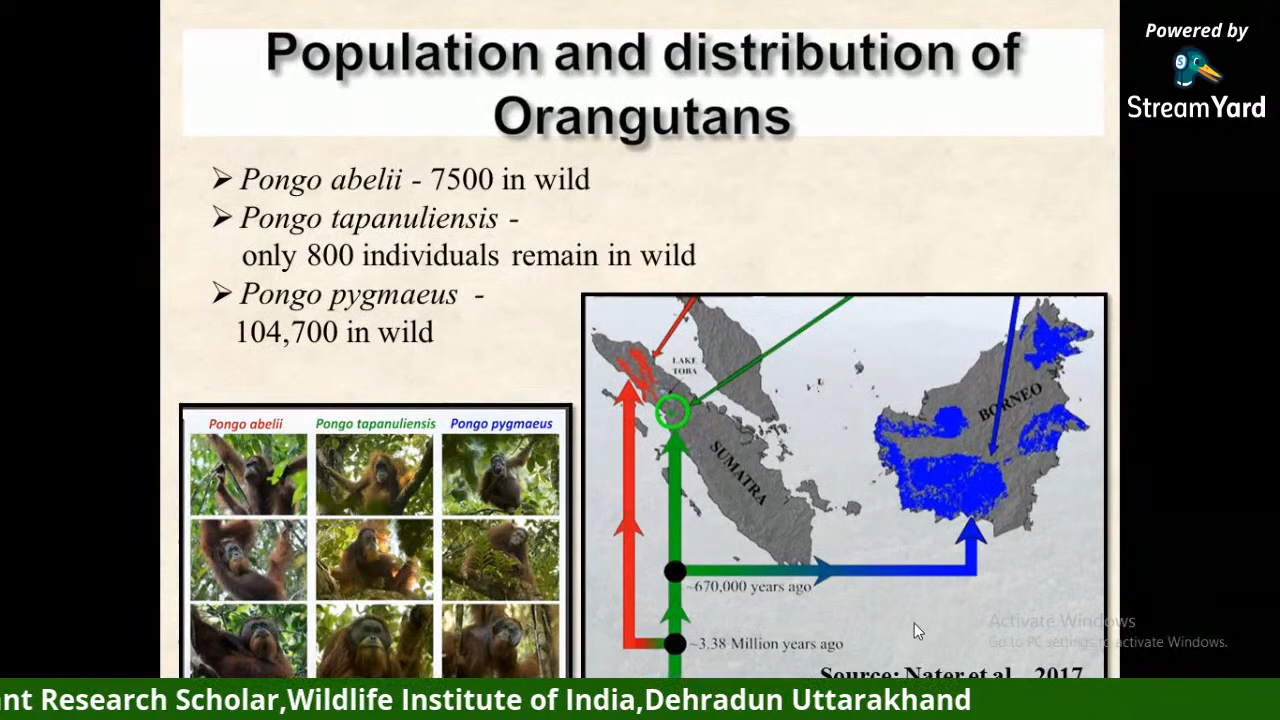 Population and distribution of
Orangutans
Powered by
StreamYard
➢ Pongo abelii - 7500 in wild
➢ Pongo tapanuliensis -
only 800 individuals remain in wild
➢ Pongo pygmaeus -
104,700 in wild
Pongo abelii Pongo tapanuliensis Pongo pygmaeus
LAKE
TOBA
SUMATRA
BORNEO
~670,000 years ago
~3.38 Million years ago
Activate Windows
Go to PC settings to activate Windows.
Source: Nater et al., 2017
nt Research Scholar,Wildlife Institute of India,Dehradun Uttarakhand